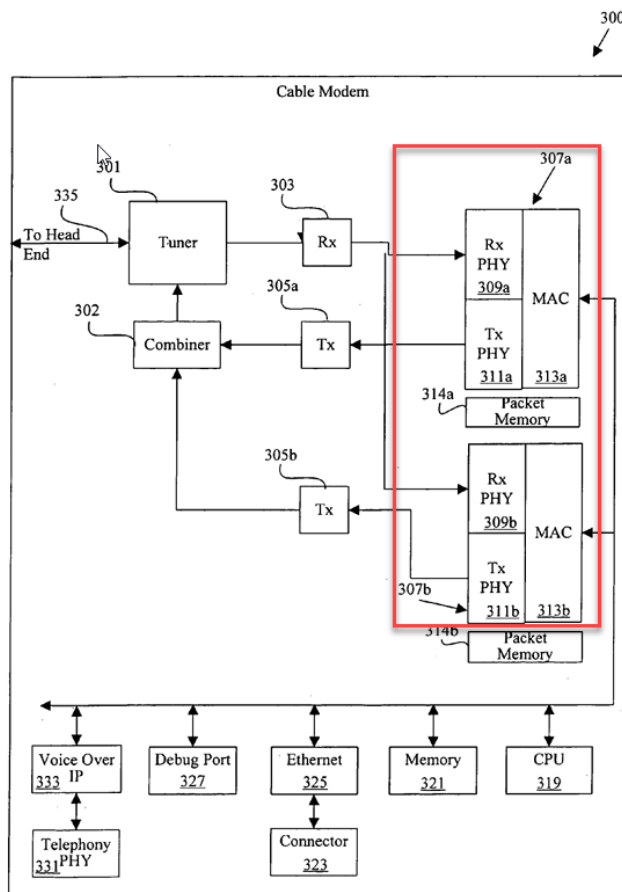 300
Cable Modem
307a
301
303
335
To Head
End
Tuner
Rx
Rx
PHY
309a
MAC
305a
302
Combiner
Tx
Tx
PHY
311a
313a
314a
Packet
Memory
305b
Tx
Rx
PHY
309b
MAC
Tx
PHY
307b
311b
313b
314b
Packet
Memory
Voice Over
333 IP
Debug Port
327
Ethernet
325
Memory
321
CPU
319
Telephony
331 PHY
Connector
323